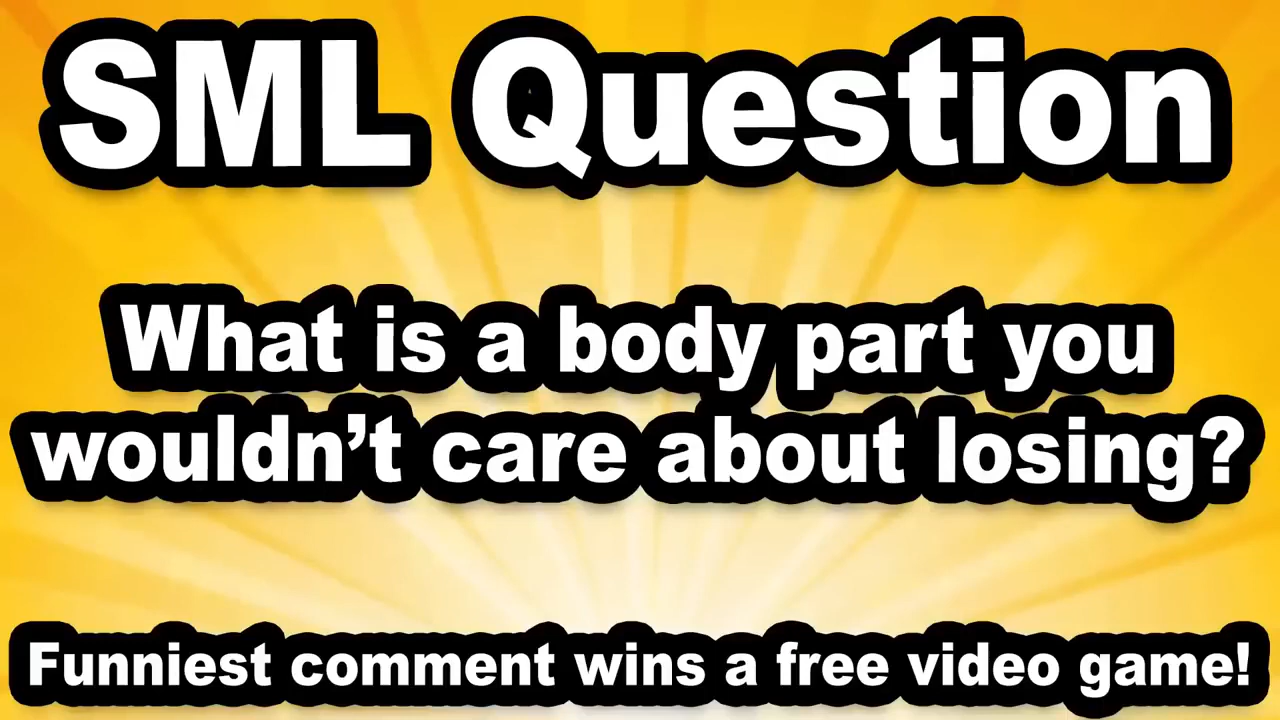 SML Question
What is a body part you
wouldn’t care about losing?
Funniest comment wins a free video game!